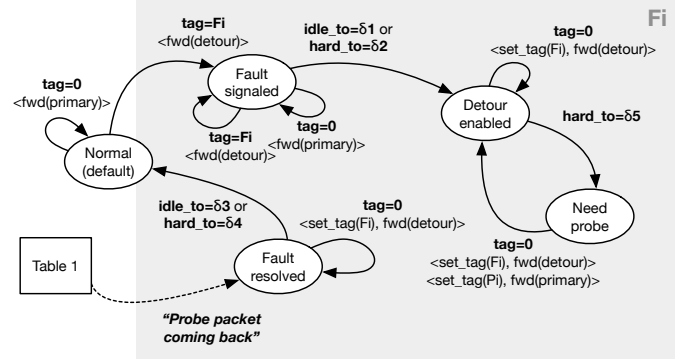 Fi
tag=Fi
<fwd(detour)>
idle_to=δ1 or
hard_to=δ2
tag=0
<set_tag(Fi), fwd(detour)>
tag=0
<fwd(primary)>
Fault
signaled
Detour
enabled
hard_to=δ5
tag=Fi
<fwd(detour)>
tag=0
<fwd(primary)>
Normal
(default)
idle_to=δ3 or
hard_to=δ4
tag=0
<set_tag(Fi), fwd(detour)>
Need
probe
tag=0
<set_tag(Fi), fwd(detour)>
<set_tag(Pi), fwd(primary)>
Table 1
Fault
resolved
“Probe packet
coming back”